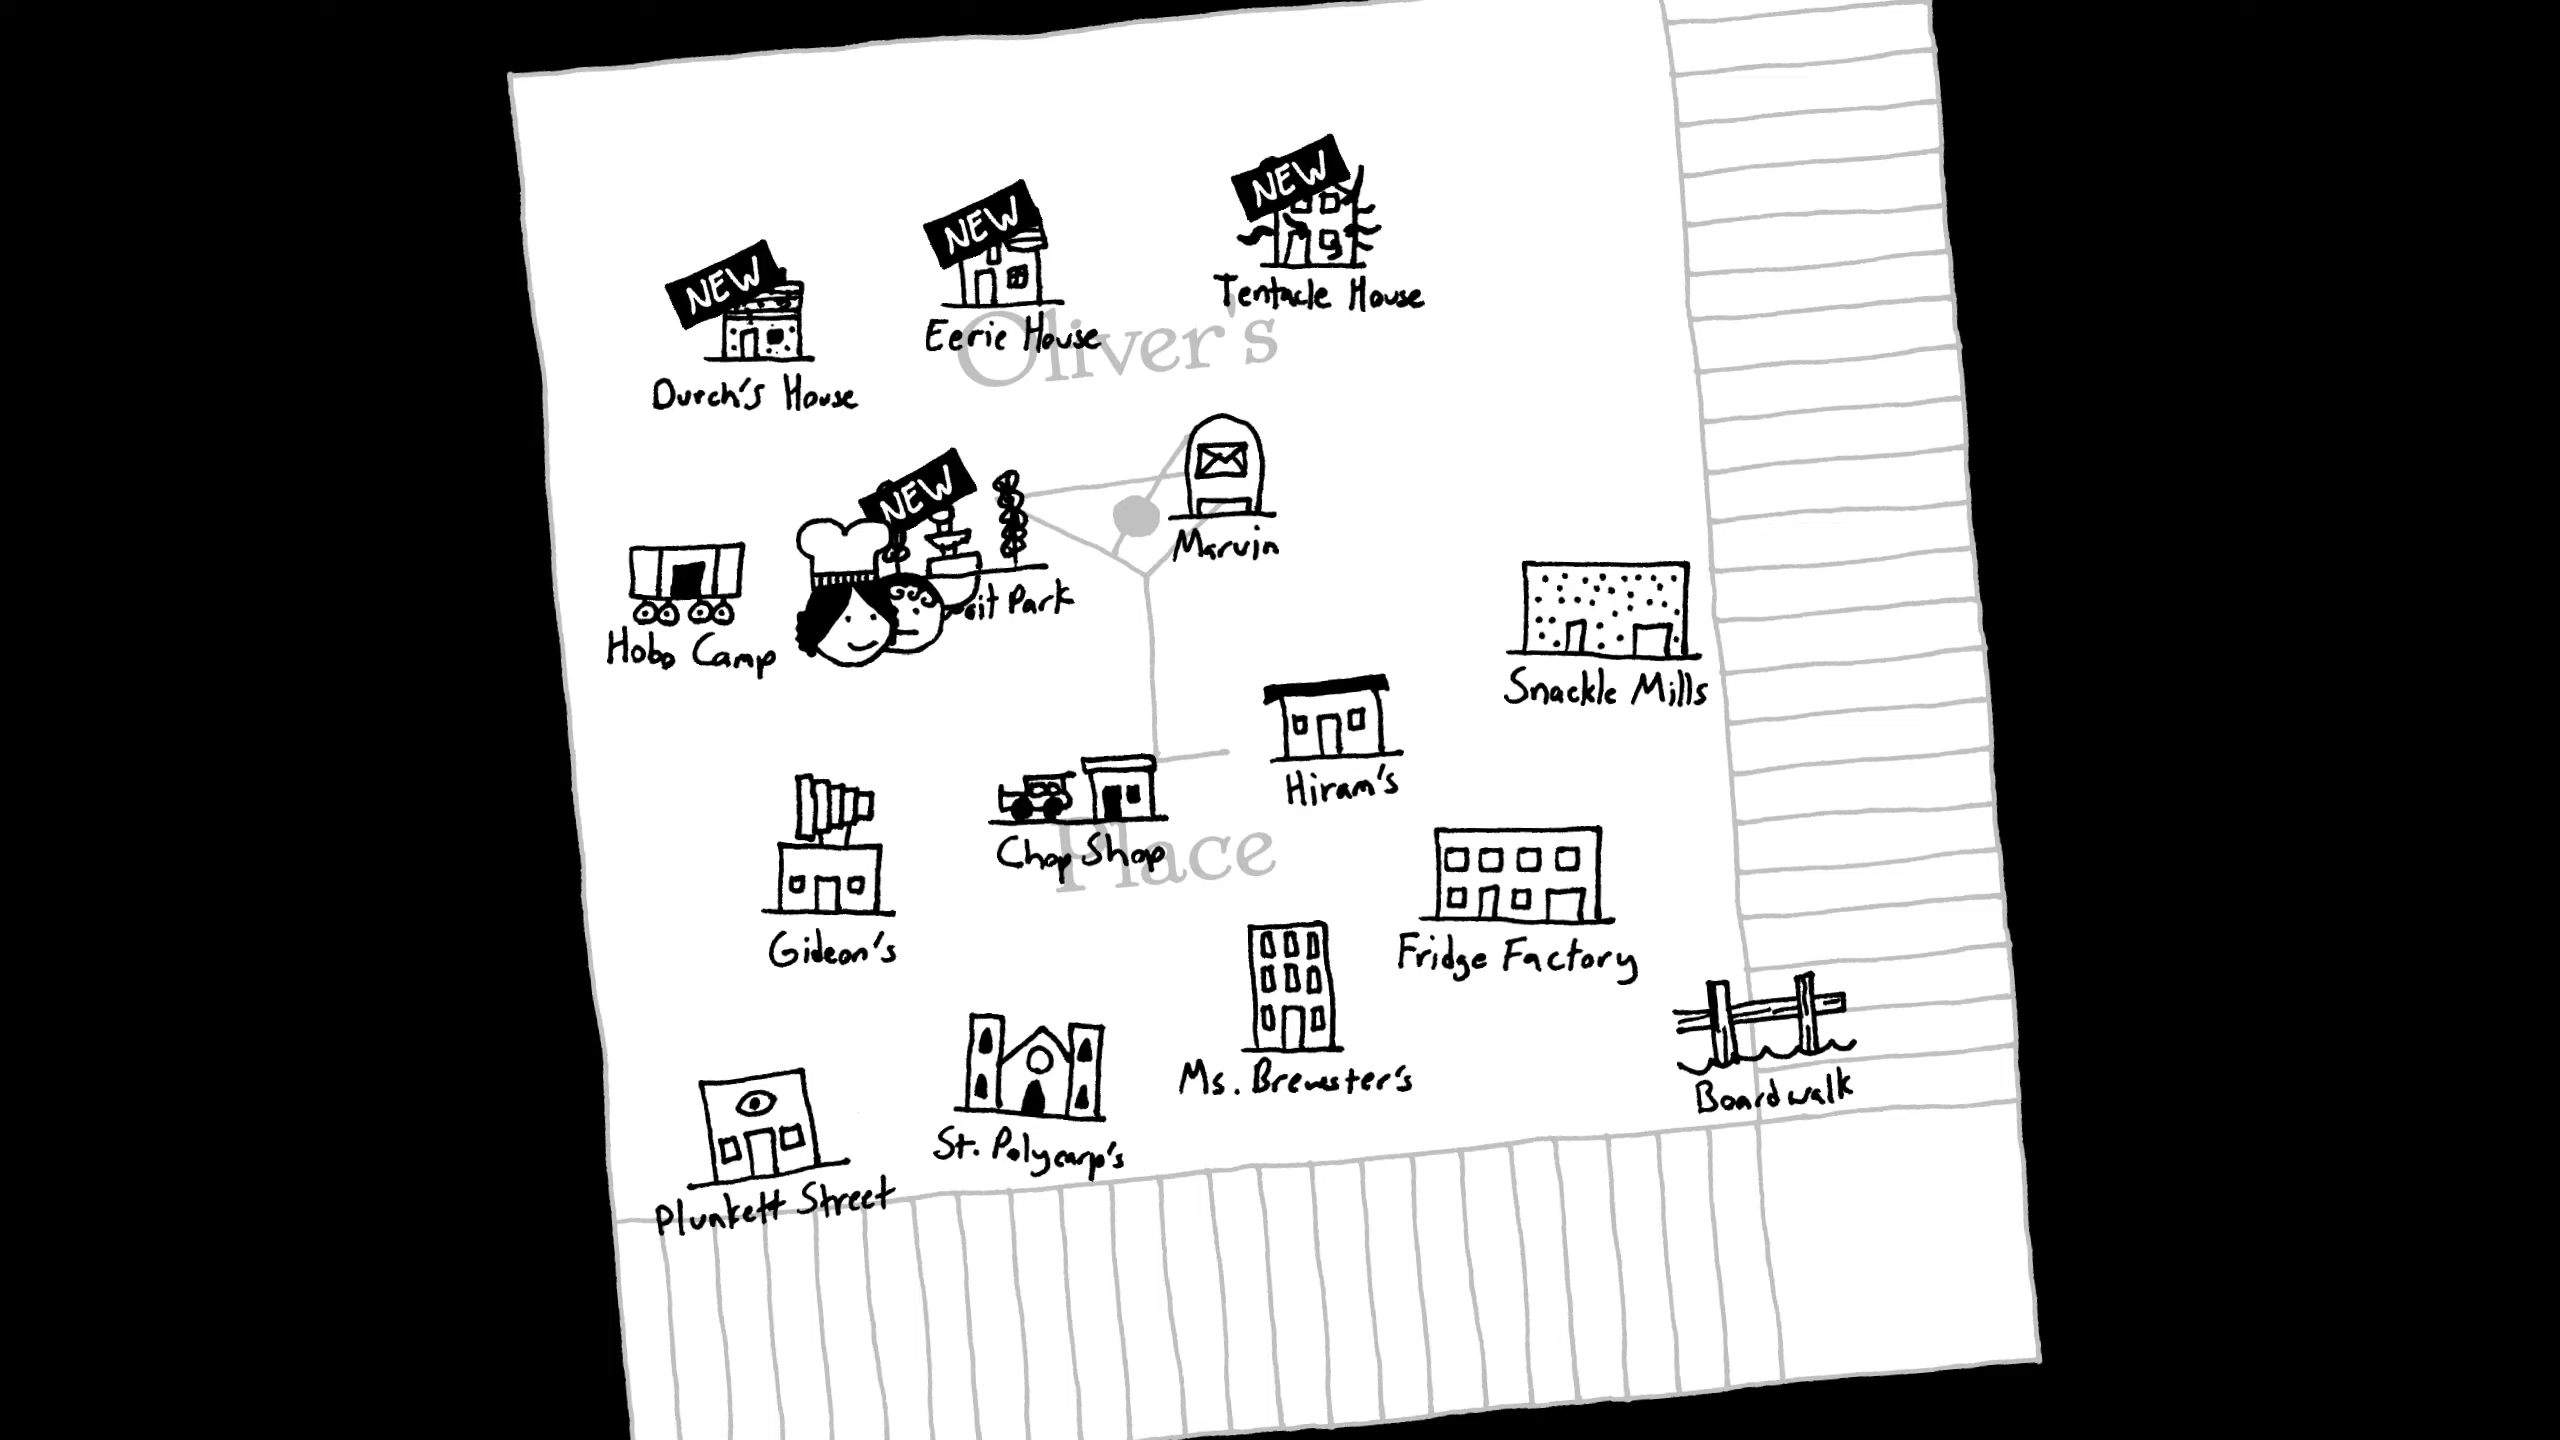 NEW
Tentacle House
NEW
Eerie House
Oliver's
NEW
Durch's House
Marvin
NEW
Park
Hobo Camp
Snackle Mills
Hiram's
Chop Shop
Place
Gideon's
Fridge Factory
Ms. Brewster's
Boardwalk
St. Polycarp's
Plunkett Street